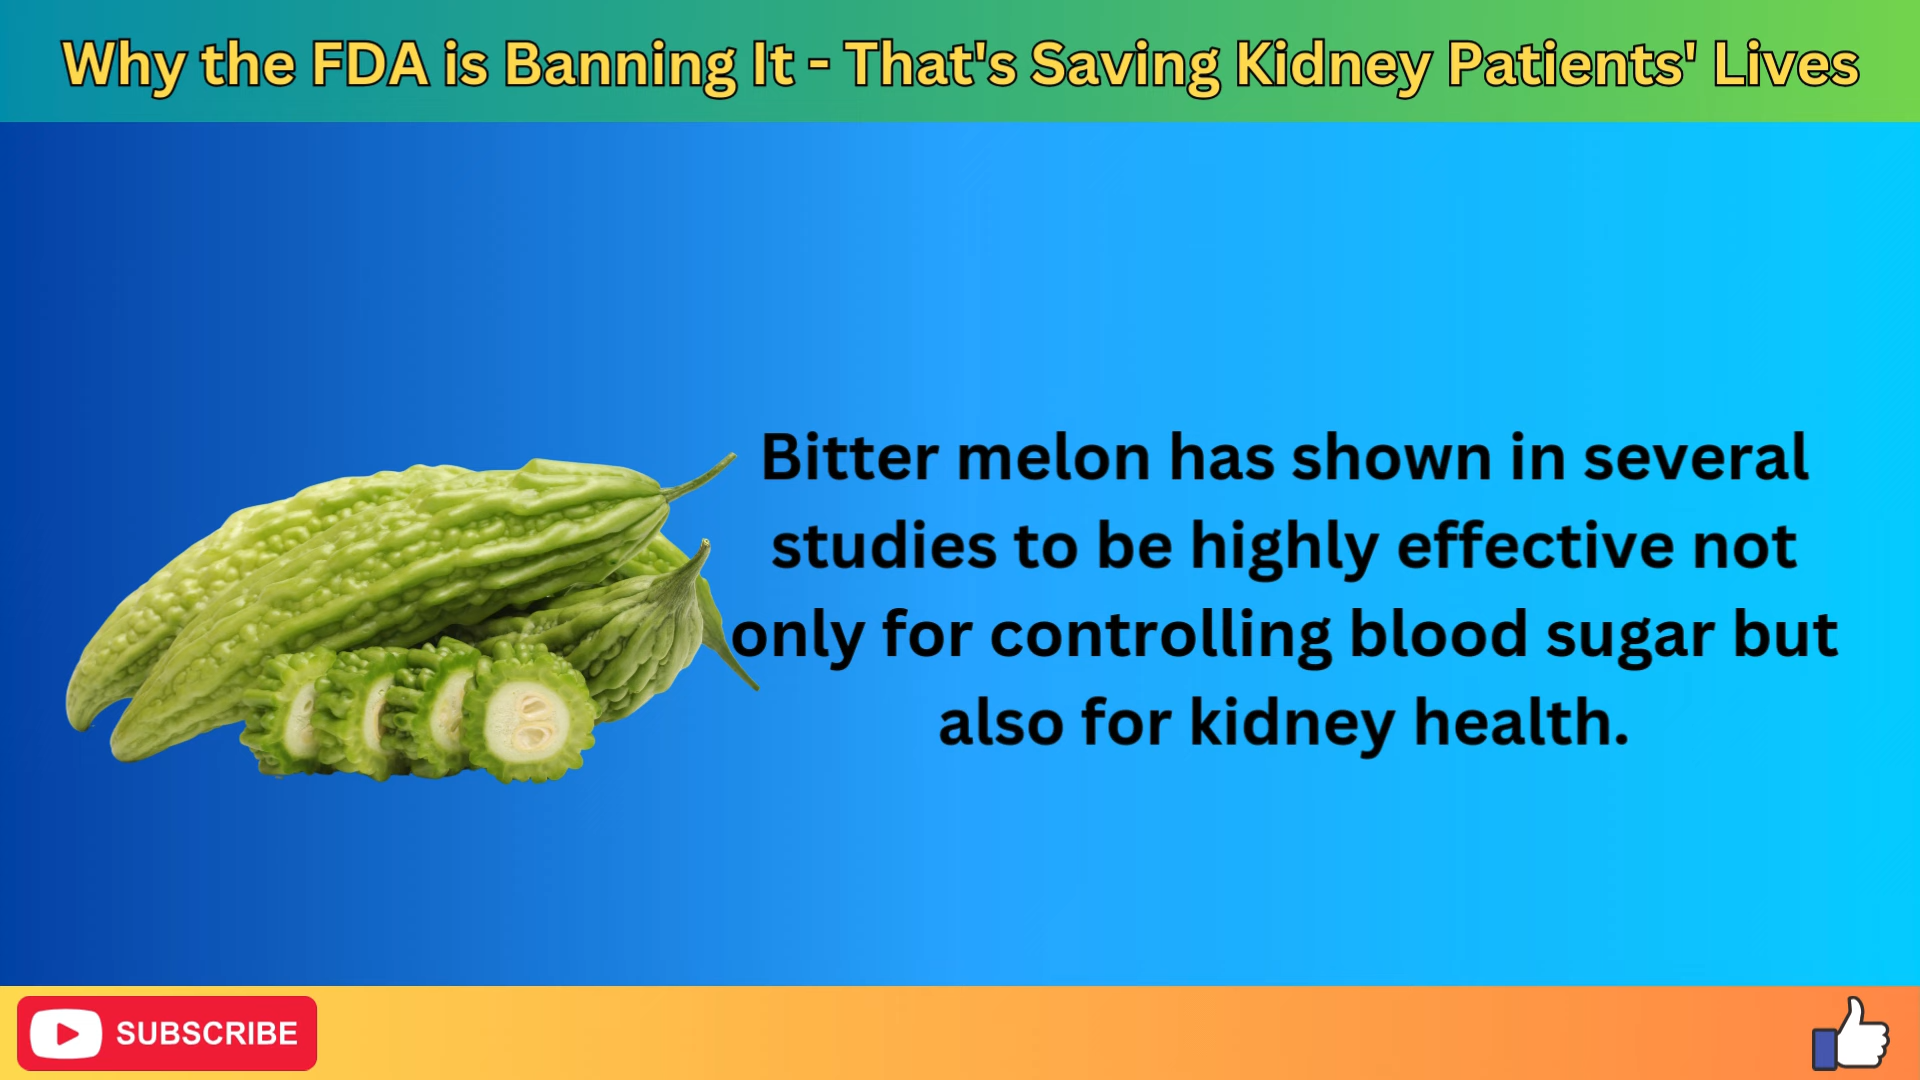 Why the FDA is Banning It - That's Saving Kidney Patients' Lives
Bitter melon has shown in several
studies to be highly effective not
only for controlling blood sugar but
also for kidney health.
SUBSCRIBE